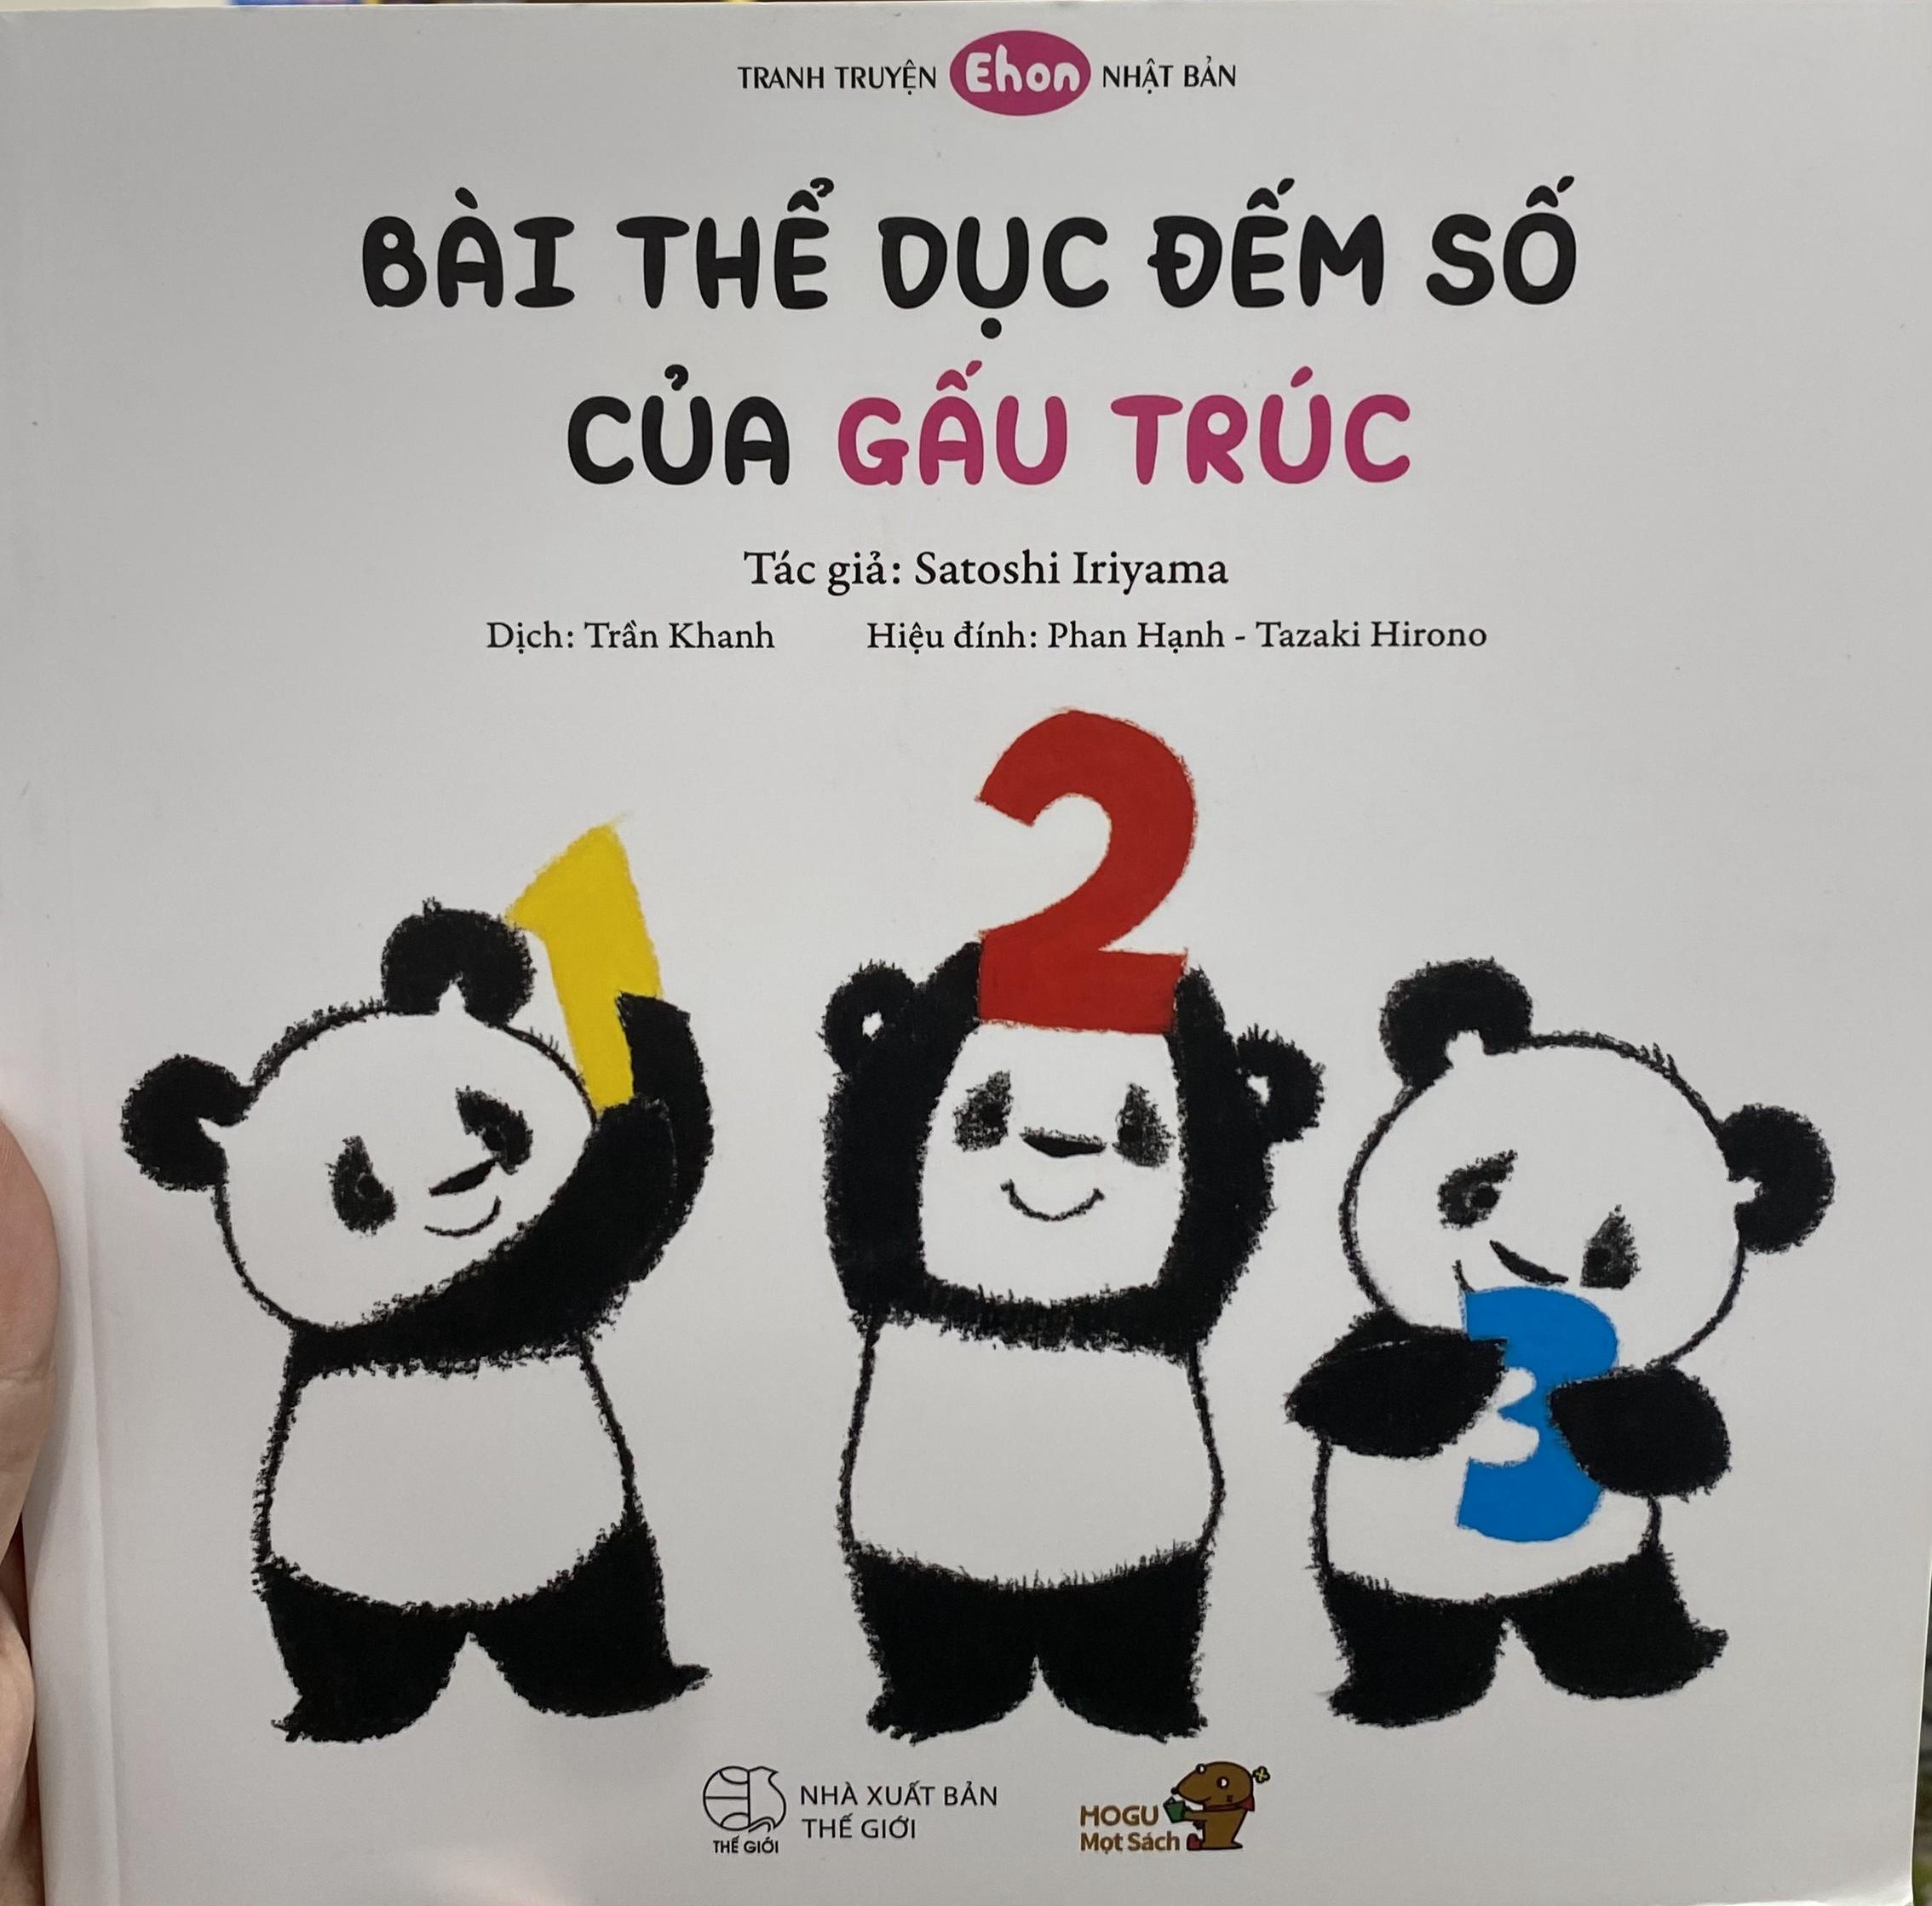 TRANH TRUYỆN Ehon NHẬT BẢN
BÀI THỂ DỤC ĐẾM SỐ
CỦA GẤU TRÚC
Tác giả: Satoshi Iriyama
Dịch: Trần Khanh Hiệu đính: Phan Hạnh - Tazaki Hirono
1
2
3
THẾ GIỚI
NHÀ XUẤT BẢN
THẾ GIỚI
HOGU
Mọt Sách